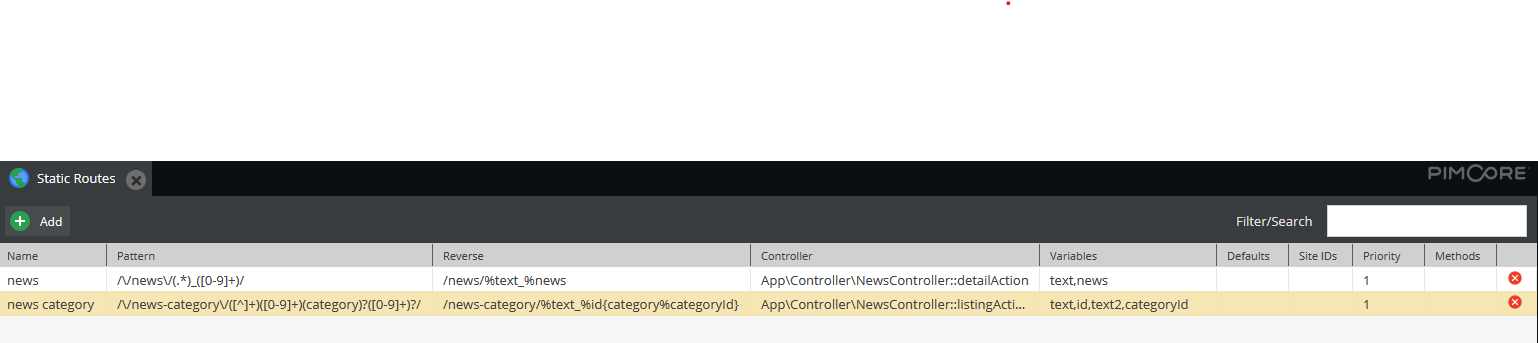 Static Routes
PIMCORE
Add
Filter/Search
Name Pattern Reverse Controller Variables Defaults Site IDs Priority Methods
news /\/news\/(.*)_([0-9]+)/ /news/%text_%news App\Controller\NewsController::detailAction text,news 1
news category /\/news-category\/([^]+)([0-9]+)(category)?([0-9]+)?/ /news-category/%text_%id{category%categoryId} App\Controller\NewsController::listingActi... text,id,text2,categoryId 1